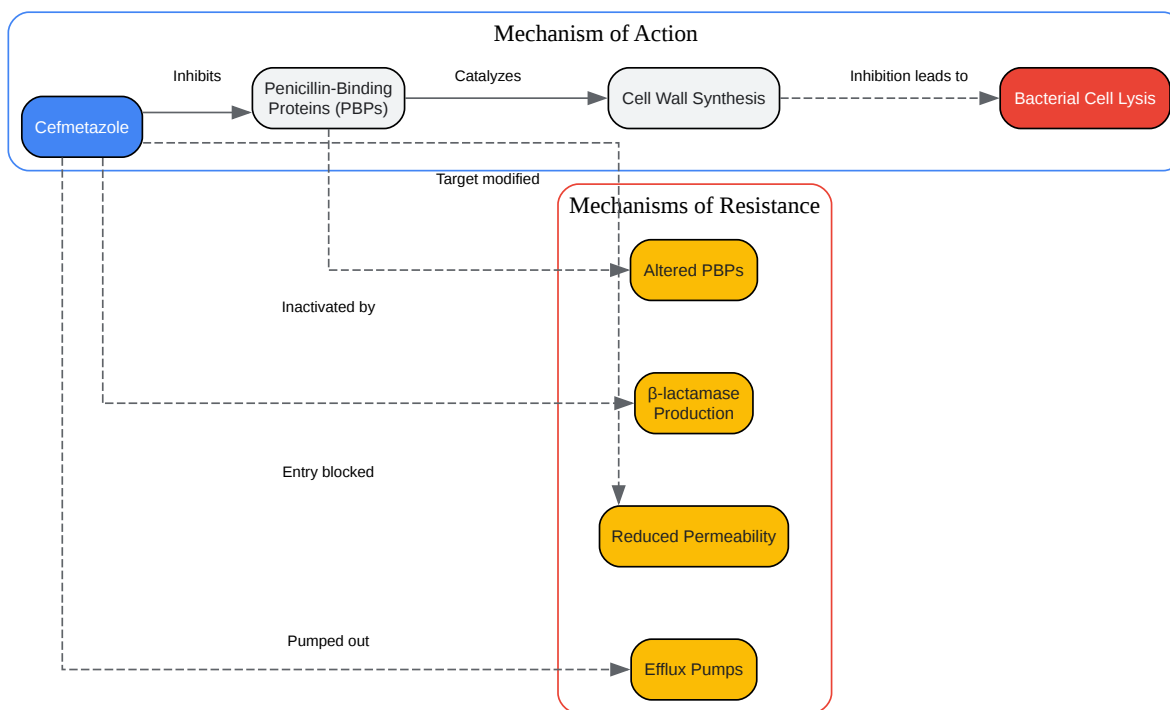 Mechanism of Action
Inhibits
Catalyzes
Inhibition leads to
Cefmetazole
Penicillin-Binding
Proteins (PBPs)
Cell Wall Synthesis
Bacterial Cell Lysis
Target modified
Mechanisms of Resistance
Altered PBPs
Inactivated by
β-lactamase
Production
Entry blocked
Reduced Permeability
Pumped out
Efflux Pumps